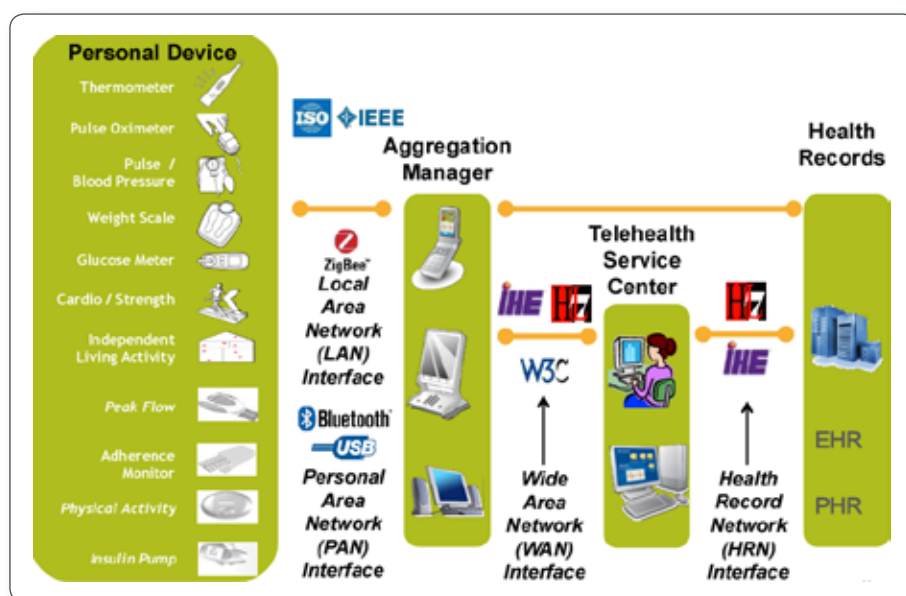 Personal Device
Thermometer
Pulse Oximeter
Pulse /
Blood Pressure
Weight Scale
Glucose Meter
Cardio / Strength
Independent
Living Activity
Peak Flow
Adherence
Monitor
Physical Activity
Insulin Pump
ISO IEEE
ZigBee™
Local
Area
Network
(LAN)
Interface
Bluetooth™
USB
Personal
Area
Network
(PAN)
Interface
Aggregation
Manager
IHE HL7
W3C
Wide
Area
Network
(WAN)
Interface
Telehealth
Service
Center
HL7
IHE
Health
Record
Network
(HRN)
Interface
Health
Records
EHR
PHR